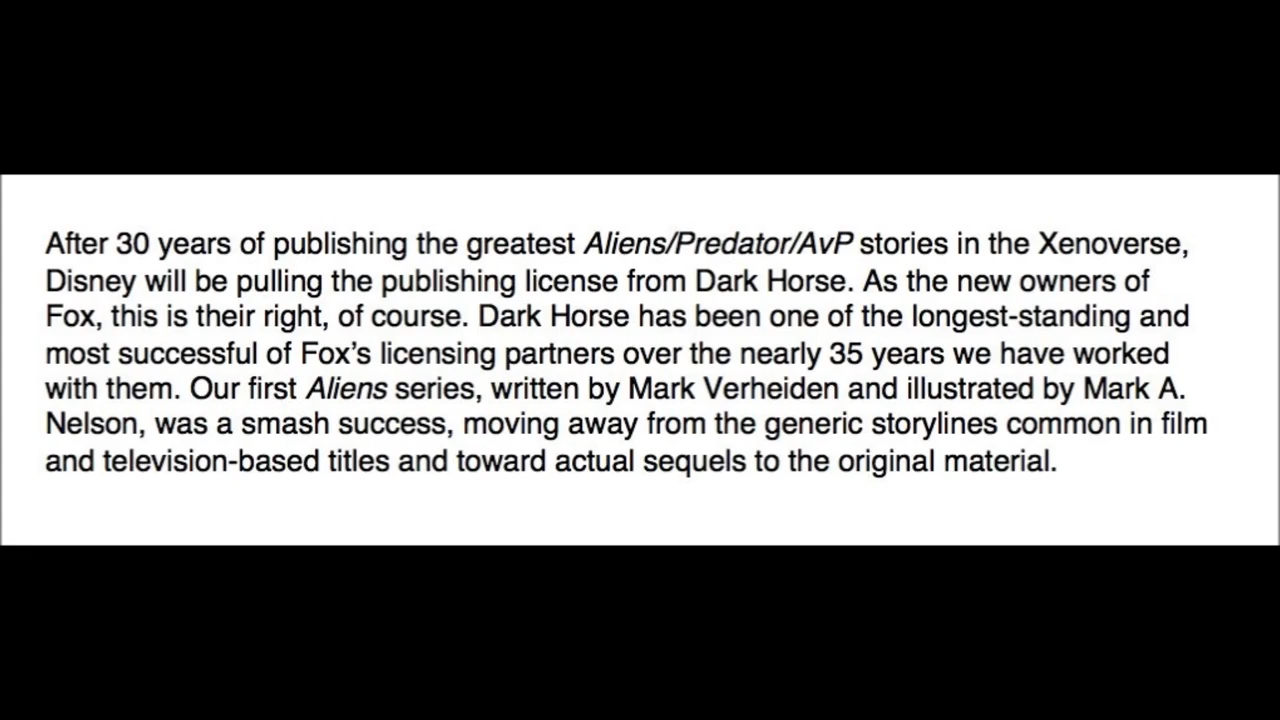 After 30 years of publishing the greatest Aliens/Predator/AvP stories in the Xenoverse,
Disney will be pulling the publishing license from Dark Horse. As the new owners of
Fox, this is their right, of course. Dark Horse has been one of the longest-standing and
most successful of Fox’s licensing partners over the nearly 35 years we have worked
with them. Our first Aliens series, written by Mark Verheiden and illustrated by Mark A.
Nelson, was a smash success, moving away from the generic storylines common in film
and television-based titles and toward actual sequels to the original material.